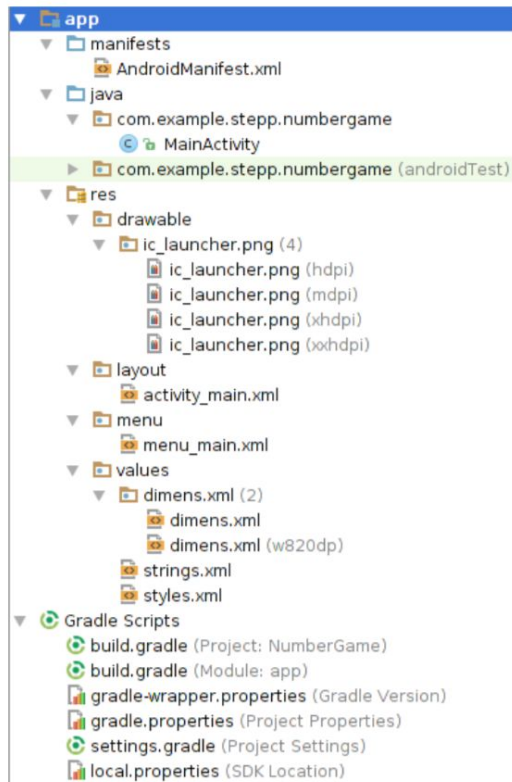 app
manifests
AndroidManifest.xml
java
com.example.stepp.numbergame
C MainActivity
com.example.stepp.numbergame (androidTest)
res
drawable
ic_launcher.png (4)
ic_launcher.png (hdpi)
ic_launcher.png (mdpi)
ic_launcher.png (xhdpi)
ic_launcher.png (xxhdpi)
layout
activity_main.xml
menu
menu_main.xml
values
dimens.xml (2)
dimens.xml
dimens.xml (w820dp)
strings.xml
styles.xml
Gradle Scripts
build.gradle (Project: NumberGame)
build.gradle (Module: app)
gradle-wrapper.properties (Gradle Version)
gradle.properties (Project Properties)
settings.gradle (Project Settings)
local.properties (SDK Location)